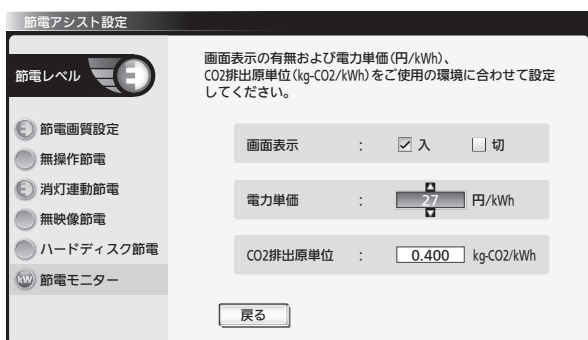 節電アシスト設定
節電レベル
画面表示の有無および電力単価(円/kWh)、
CO2排出原単位(kg-CO2/kWh)をご使用の環境に合わせて設定
してください。
節電画質設定
無操作節電
消灯連動節電
無映像節電
ハードディスク節電
節電モニター
画面表示 : 入 切
電力単価 : 27 円/kWh
CO2排出原単位 : 0.400 kg-CO2/kWh
戻る